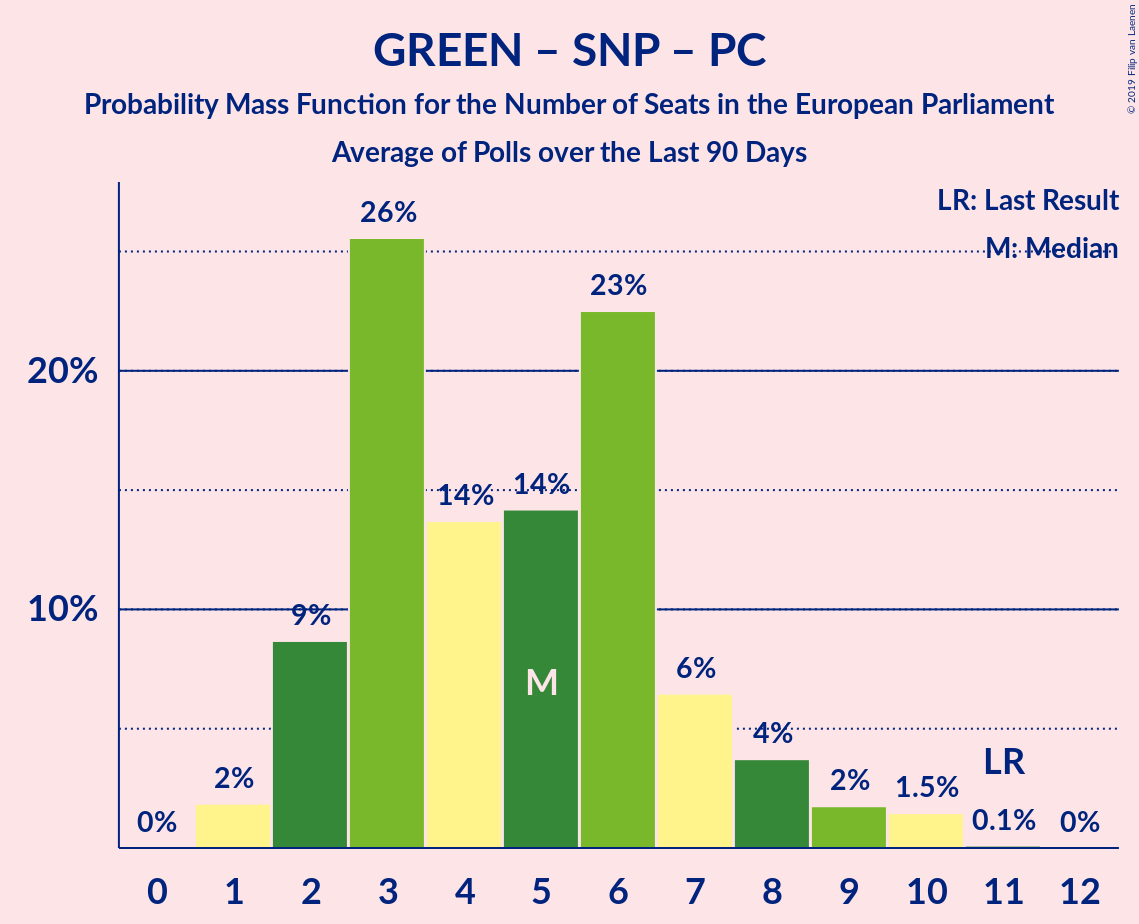 GREEN – SNP – PC
Probability Mass Function for the Number of Seats in the European Parliament
Average of Polls over the Last 90 Days
© 2019 Filip van Laenen
LR: Last Result
M: Median
26%
23%
20%
14%
14%
10%
9%
M
6%
4%
LR
2%
2%
1.5%
0%
0.1%
0%
0 1 2 3 4 5 6 7 8 9 10 11 12